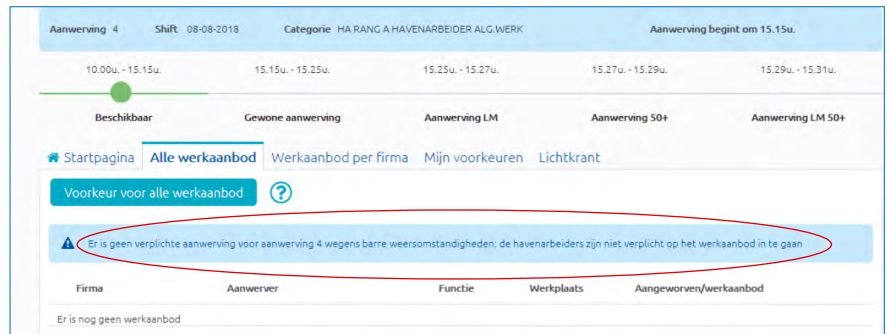 Aanwerving 4 Shift 08-08-2018 Categorie HA RANG A HAVENARBEIDER ALG.WERK Aanwerving begint om 15.15u.
10.00u. - 15.15u. 15.15u. - 15.25u. 15.25u. - 15.27u. 15.27u. - 15.29u. 15.29u. - 15.31u.
Beschikbaar Gewone aanwerving Aanwerving LM Aanwerving 50+ Aanwerving LM 50+
Startpagina Alle werkaanbod Werkaanbod per firma Mijn voorkeuren Lichtkrant
Voorkeur voor alle werkaanbod ?
Er is geen verplichte aanwerving voor aanwerving 4 wegens barre weersomstandigheden: de havenarbeiders zijn niet verplicht op het werkaanbod in te gaan
Firma Aanwerver Functie Werkplaats Aangeworven/werkaanbod
Er is nog geen werkaanbod